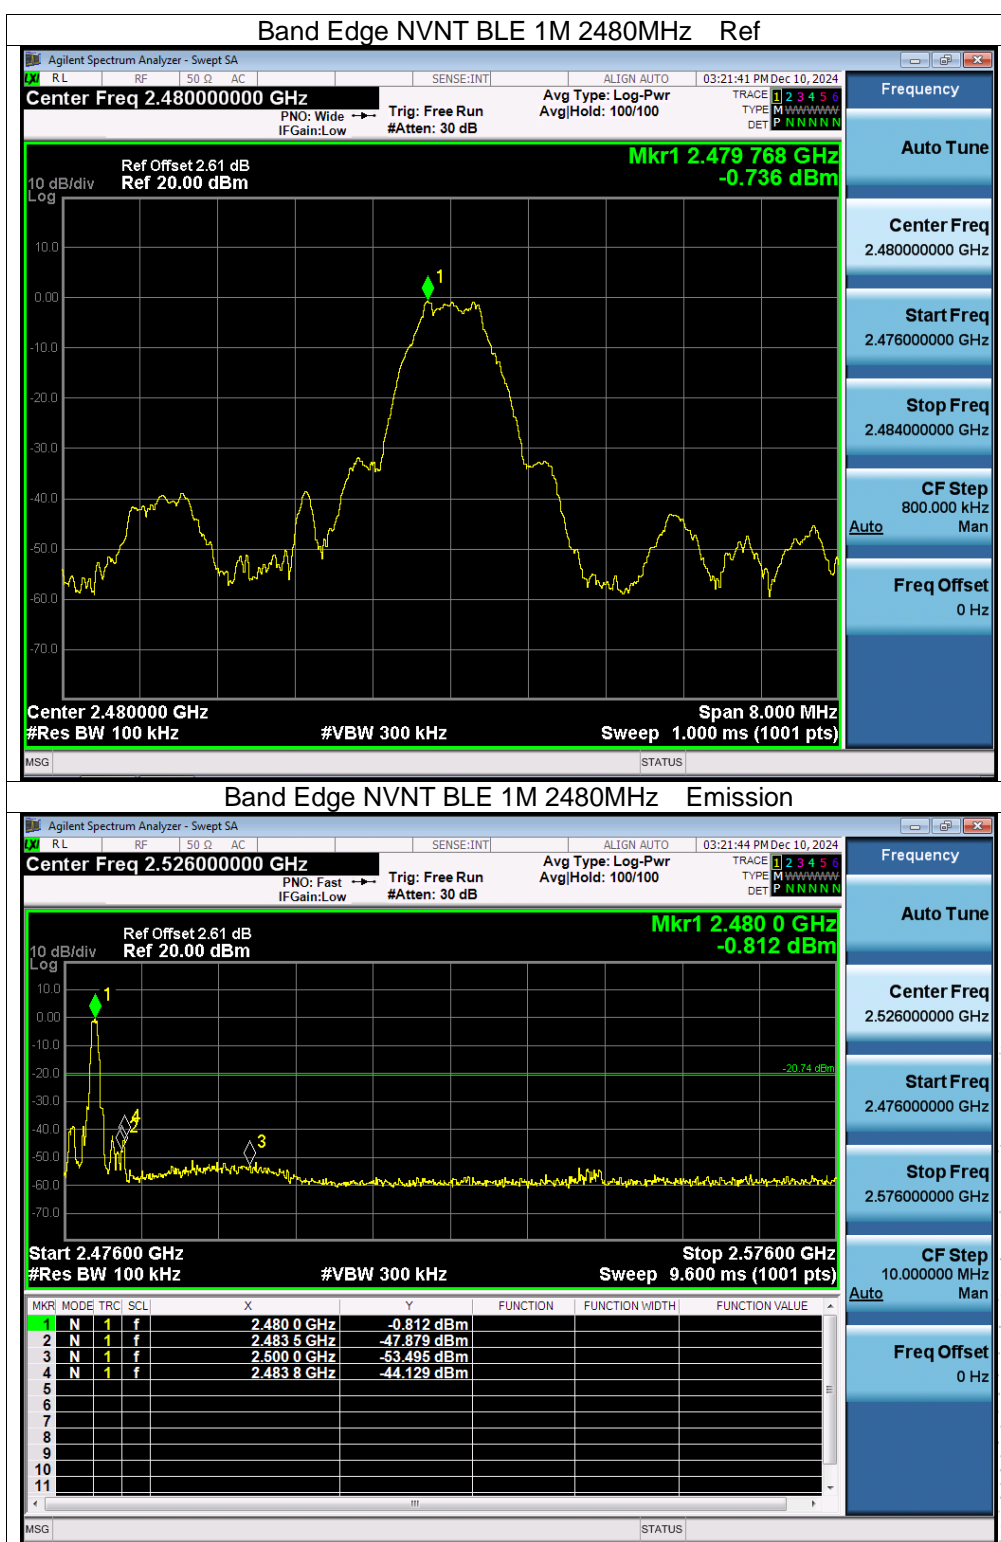 Band Edge NVNT BLE 1M 2480MHz Ref
Agilent Spectrum Analyzer - Swept SA
LXI RL RF 50 Ω AC SENSE:INT ALIGN AUTO 03:21:41 PM Dec 10, 2024
Center Freq 2.480000000 GHz
Avg Type: Log-Pwr
TRACE 1 2 3 4 5 6
PNO: Wide
Trig: Free Run
Avg|Hold: 100/100
TYPE M WWWWW
IFGain:Low
#Atten: 30 dB
DET P N N N N N
Frequency
Auto Tune
Center Freq
2.480000000 GHz
Start Freq
2.476000000 GHz
Stop Freq
2.484000000 GHz
CF Step
800.000 kHz
Auto Man
Freq Offset
0 Hz
Mkr1 2.479 768 GHz
-0.736 dBm
Ref Offset 2.61 dB
10 dB/div Ref 20.00 dBm
Log
10.0
0.00
-10.0
-20.0
-30.0
-40.0
-50.0
-60.0
-70.0
1
Center 2.480000 GHz Span 8.000 MHz
#Res BW 100 kHz #VBW 300 kHz Sweep 1.000 ms (1001 pts)
MSG STATUS
Band Edge NVNT BLE 1M 2480MHz Emission
Agilent Spectrum Analyzer - Swept SA
LXI RL RF 50 Ω AC SENSE:INT ALIGN AUTO 03:21:44 PM Dec 10, 2024
Center Freq 2.526000000 GHz
Avg Type: Log-Pwr
TRACE 1 2 3 4 5 6
PNO: Fast
Trig: Free Run
Avg|Hold: 100/100
TYPE M WWWWW
IFGain:Low
#Atten: 30 dB
DET P N N N N N
Frequency
Auto Tune
Center Freq
2.526000000 GHz
Start Freq
2.476000000 GHz
Stop Freq
2.576000000 GHz
CF Step
10.000000 MHz
Auto Man
Freq Offset
0 Hz
Mkr1 2.480 0 GHz
-0.812 dBm
Ref Offset 2.61 dB
10 dB/div Ref 20.00 dBm
Log
10.0
0.00
-10.0
-20.0
-30.0
-40.0
-50.0
-60.0
-70.0
1
-20.74 dBm
4
2
3
Start 2.47600 GHz Stop 2.57600 GHz
#Res BW 100 kHz #VBW 300 kHz Sweep 9.600 ms (1001 pts)
MKR MODE TRC SCL X Y FUNCTION FUNCTION WIDTH FUNCTION VALUE
1 N 1 f 2.480 0 GHz -0.812 dBm
2 N 1 f 2.483 5 GHz -47.879 dBm
3 N 1 f 2.500 0 GHz -53.495 dBm
4 N 1 f 2.483 8 GHz -44.129 dBm
5
6
7
8
9
10
11
MSG STATUS